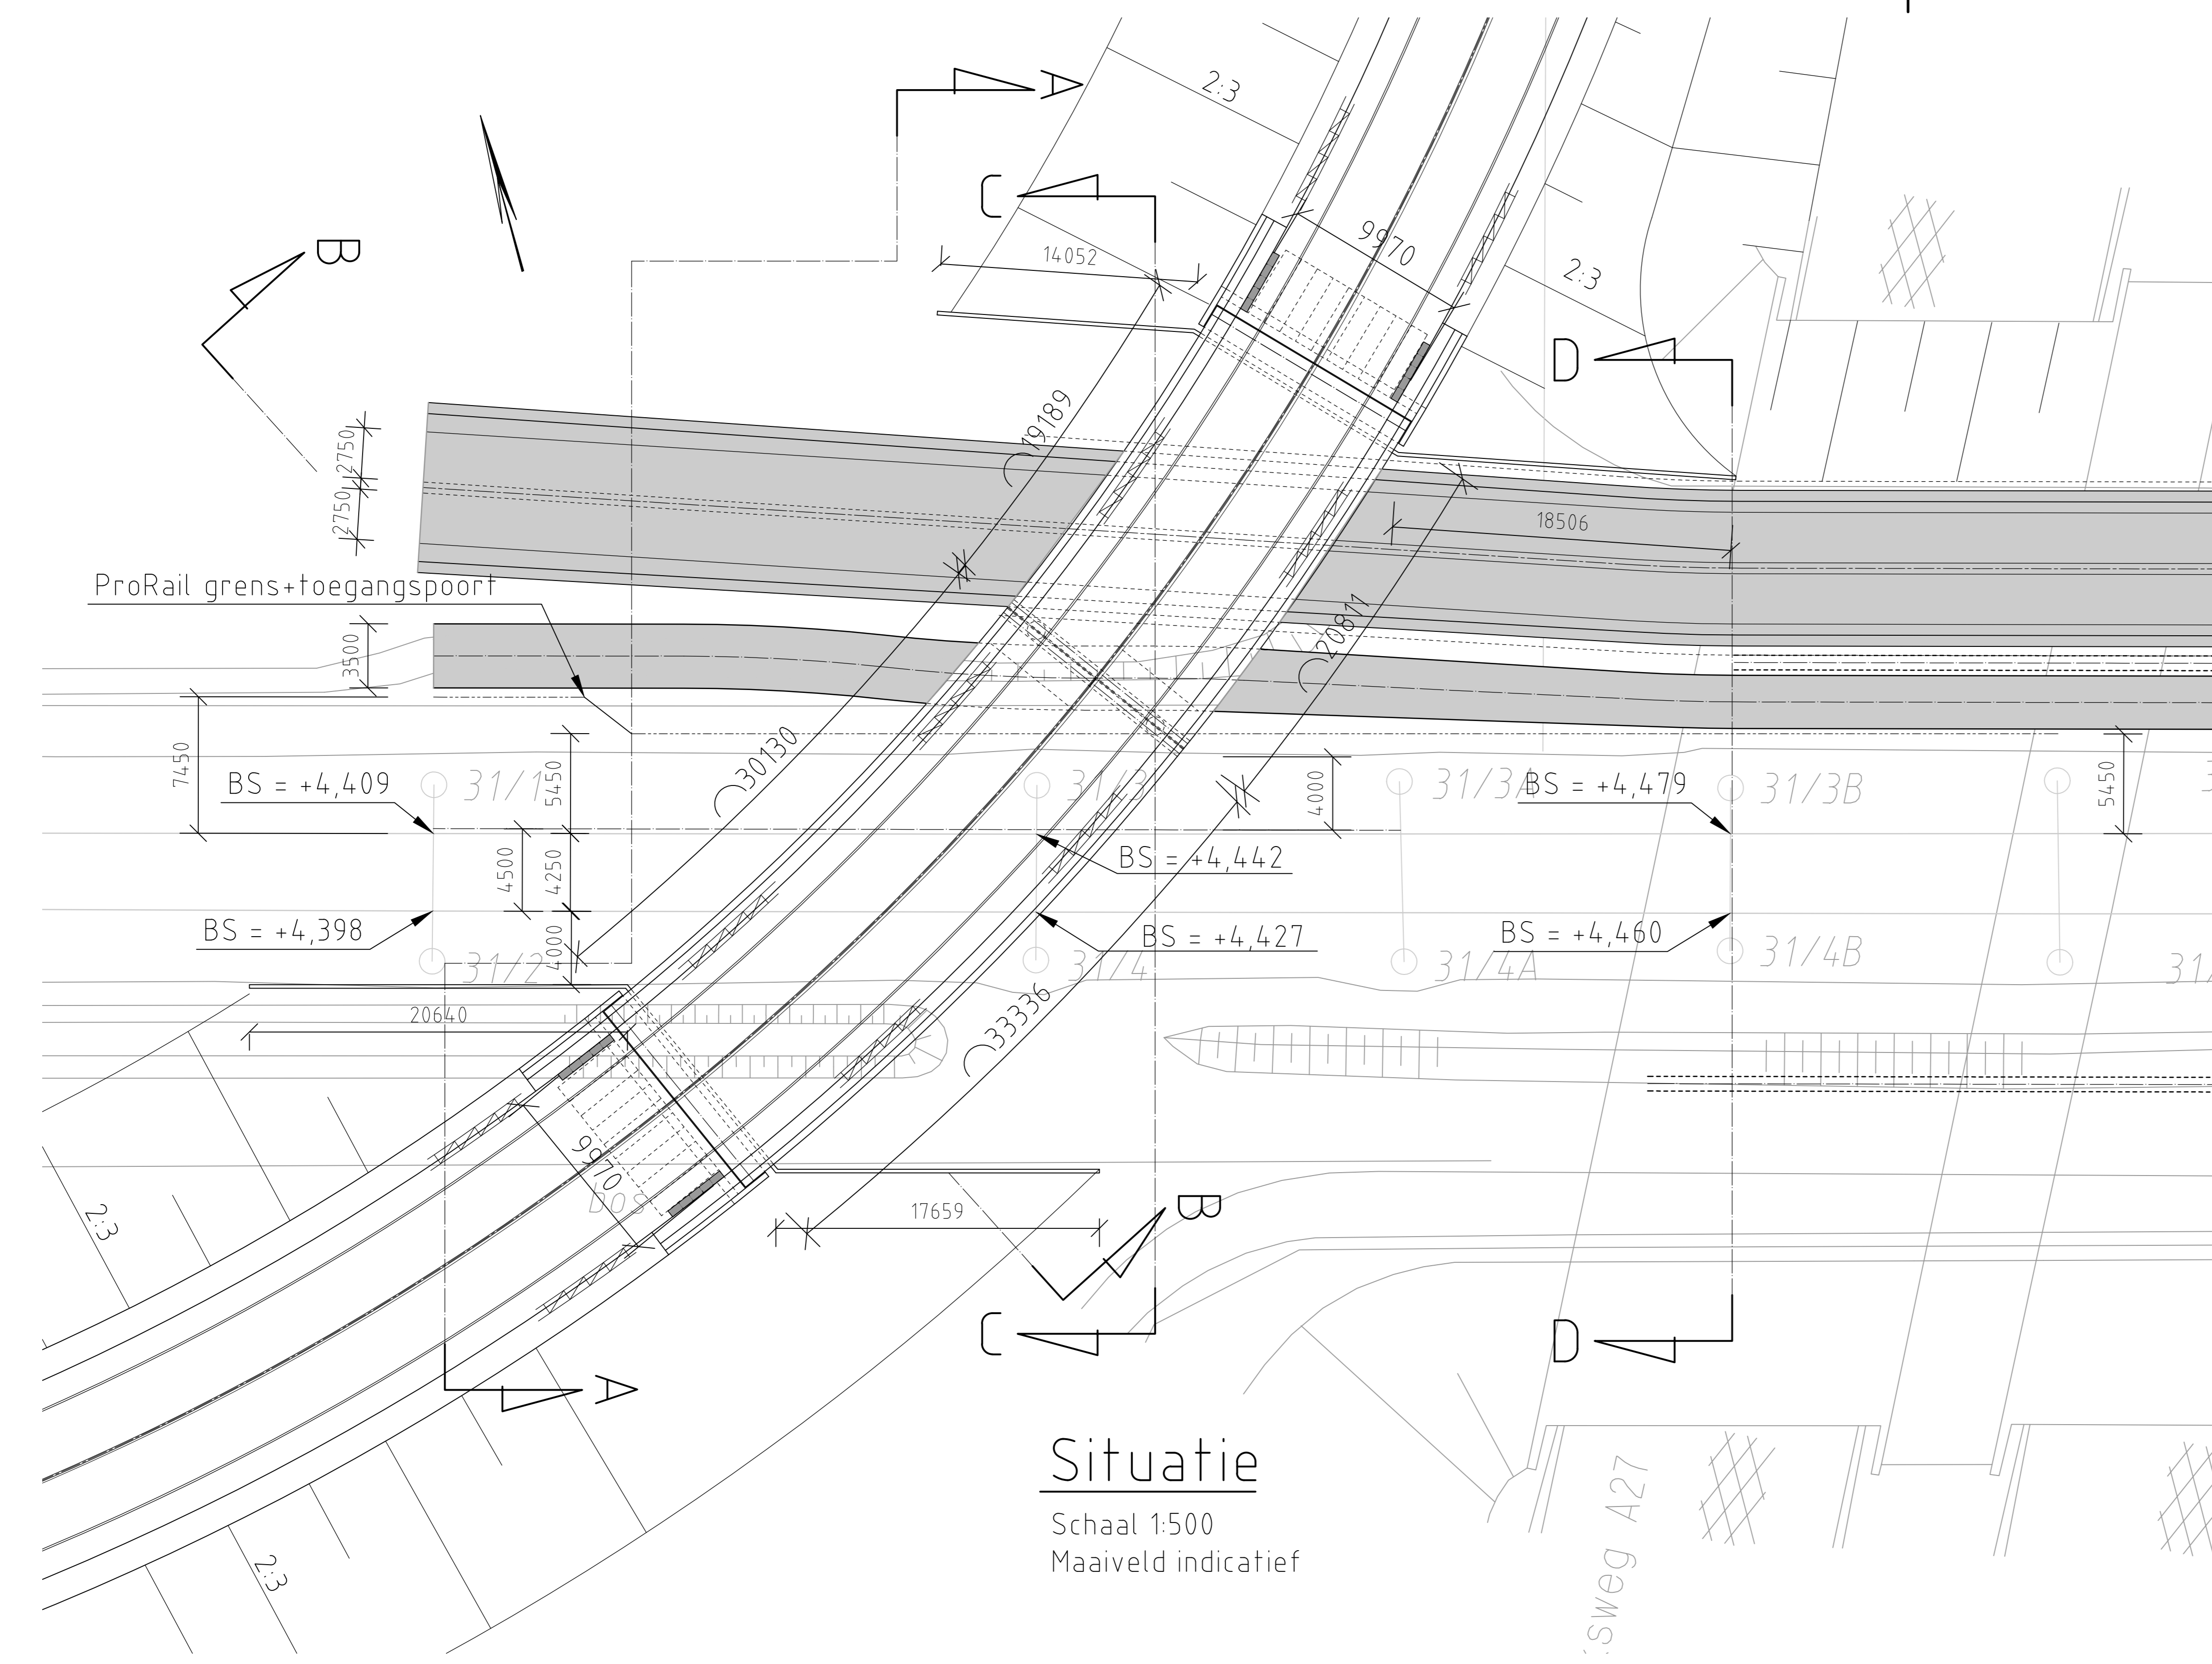 A
2:3
C
9970
B
14052
2:3
D
19189
2750
2750
18506
ProRail grens+toegangspoort
20811
3500
30130
7450
5450
4000
5450
BS = +4,409
31/1
31/3
31/3A
BS = +4,479
31/3B
BS = +4,442
4500
4250
BS = +4,398
31/2
4000
BS = +4,427
31/4
31/4A
BS = +4,460
31/4B
31/
20640
33336
9970
BOS
2:3
17659
B
C
D
A
Situatie
Schaal 1:500
Maaiveld indicatief
2:3
sweg A27